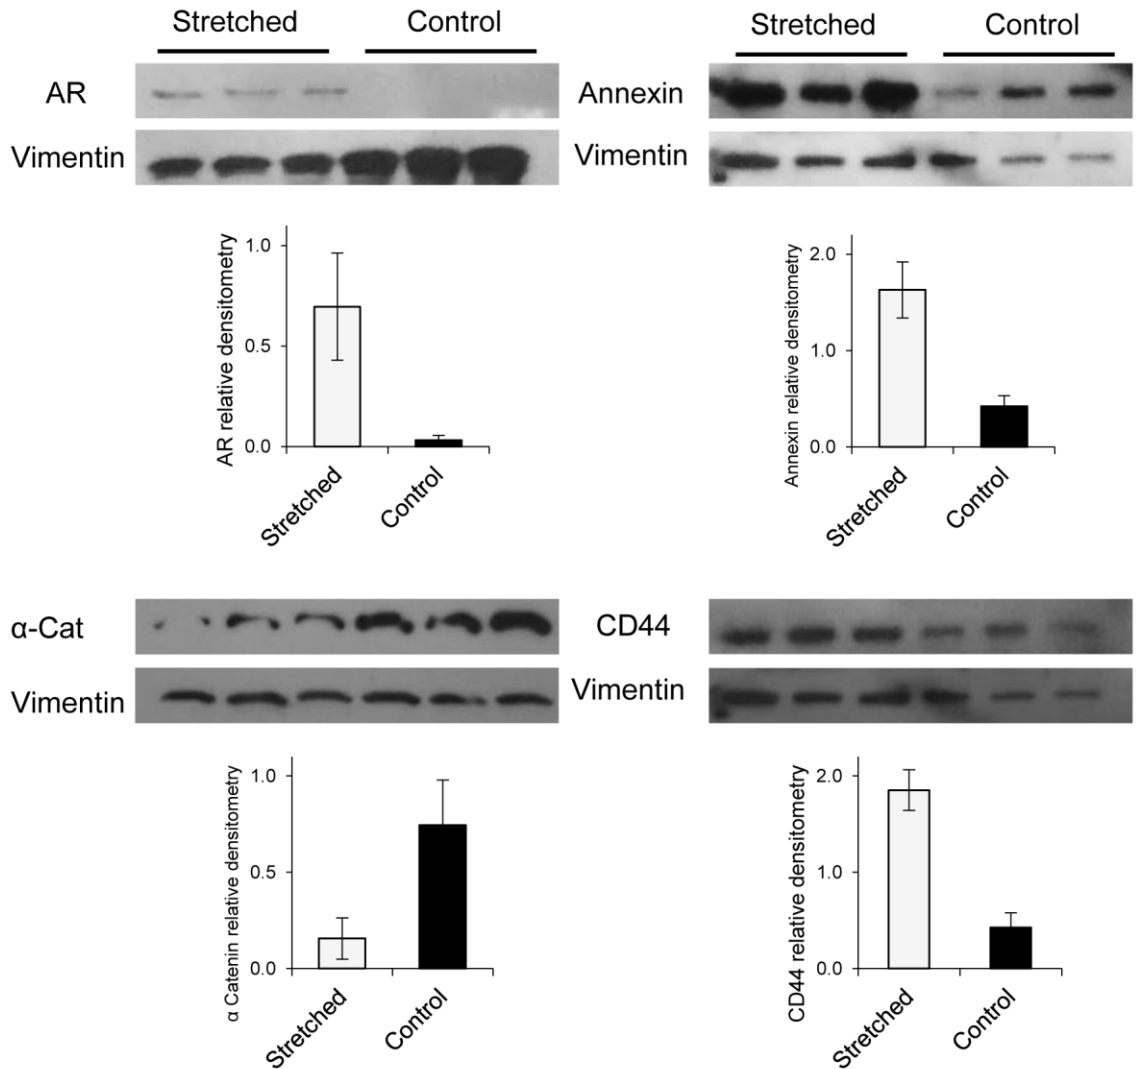 Stretched Control
AR
Vimentin
AR relative densitometry
1.0
0.5
0.0
Stretched
Control
Stretched Control
Annexin
Vimentin
Annexin relative densitometry
2.0
1.0
0.0
Stretched
Control
α-Cat
Vimentin
α Catenin relative densitometry
1.0
0.5
0.0
Stretched
Control
CD44
Vimentin
CD44 relative densitometry
2.0
1.0
0.0
Stretched
Control